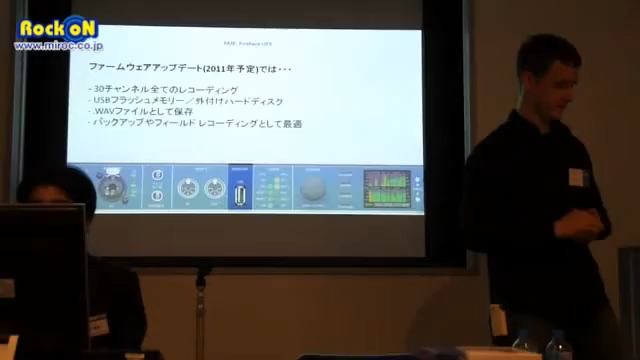 Rock oN
www.miroc.co.jp
RME Fireface UFX
ファームウェアアップデート(2011年予定)では・・・
- 30チャンネル全てのレコーディング
- USBフラッシュメモリー／外付けハードディスク
- .WAVファイルとして保存
- バックアップやフィールド レコーディングとして最適